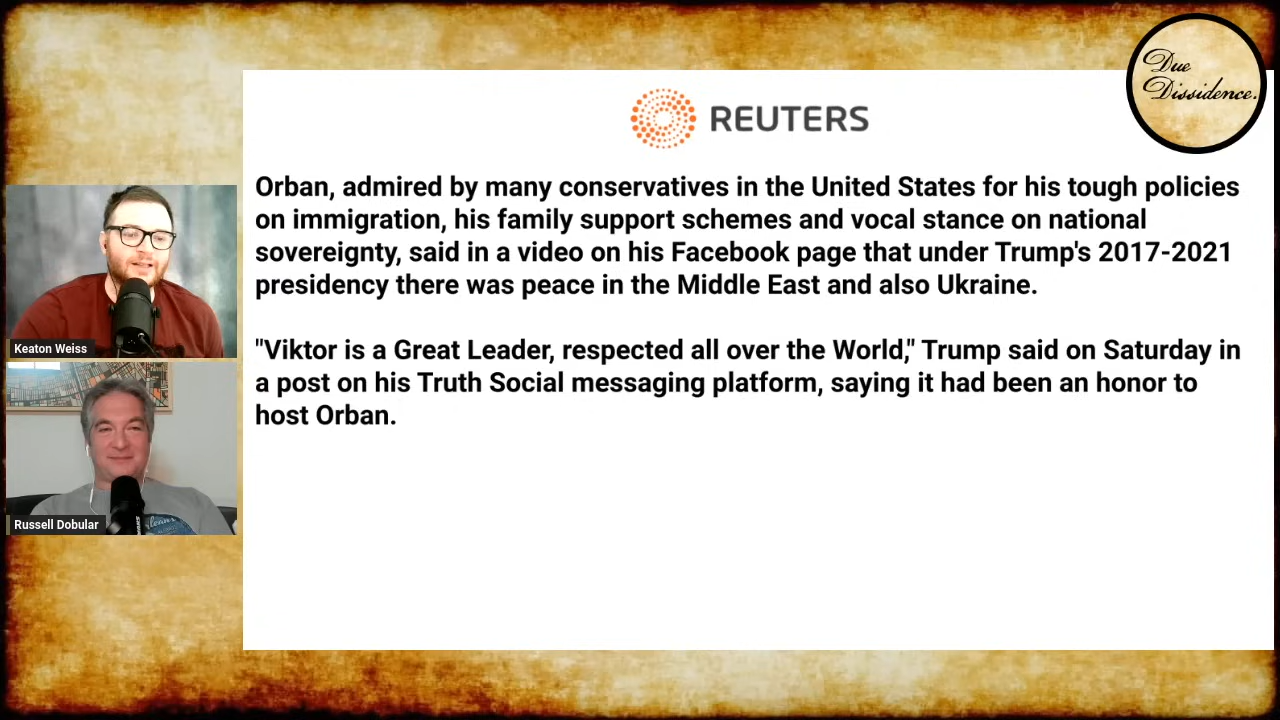 Due
Dissidence.
REUTERS
Orban, admired by many conservatives in the United States for his tough policies
on immigration, his family support schemes and vocal stance on national
sovereignty, said in a video on his Facebook page that under Trump's 2017-2021
presidency there was peace in the Middle East and also Ukraine.
"Viktor is a Great Leader, respected all over the World," Trump said on Saturday in
a post on his Truth Social messaging platform, saying it had been an honor to
host Orban.
Keaton Weiss
Russell Dobular